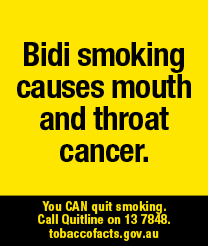 Bidi smoking
causes mouth
and throat
cancer.
You CAN quit smoking.
Call Quitline on 13 7848.
tobaccofacts.gov.au